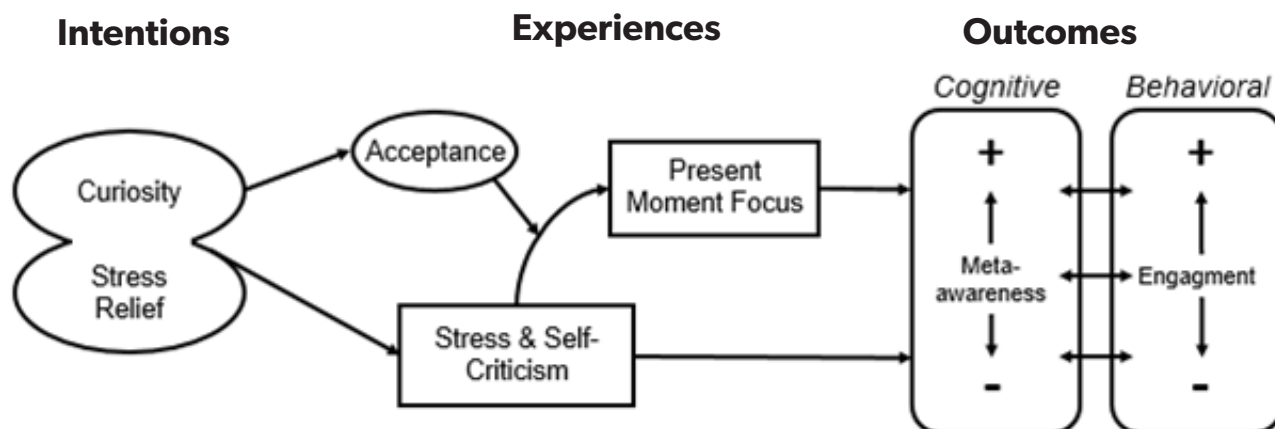 Intentions
Experiences
Outcomes
Cognitive
Behavioral
Curiosity
Stress
Relief
Acceptance
Stress & Self-
Criticism
Present
Moment Focus
+
Meta-
awareness
-
+
Engagment
-